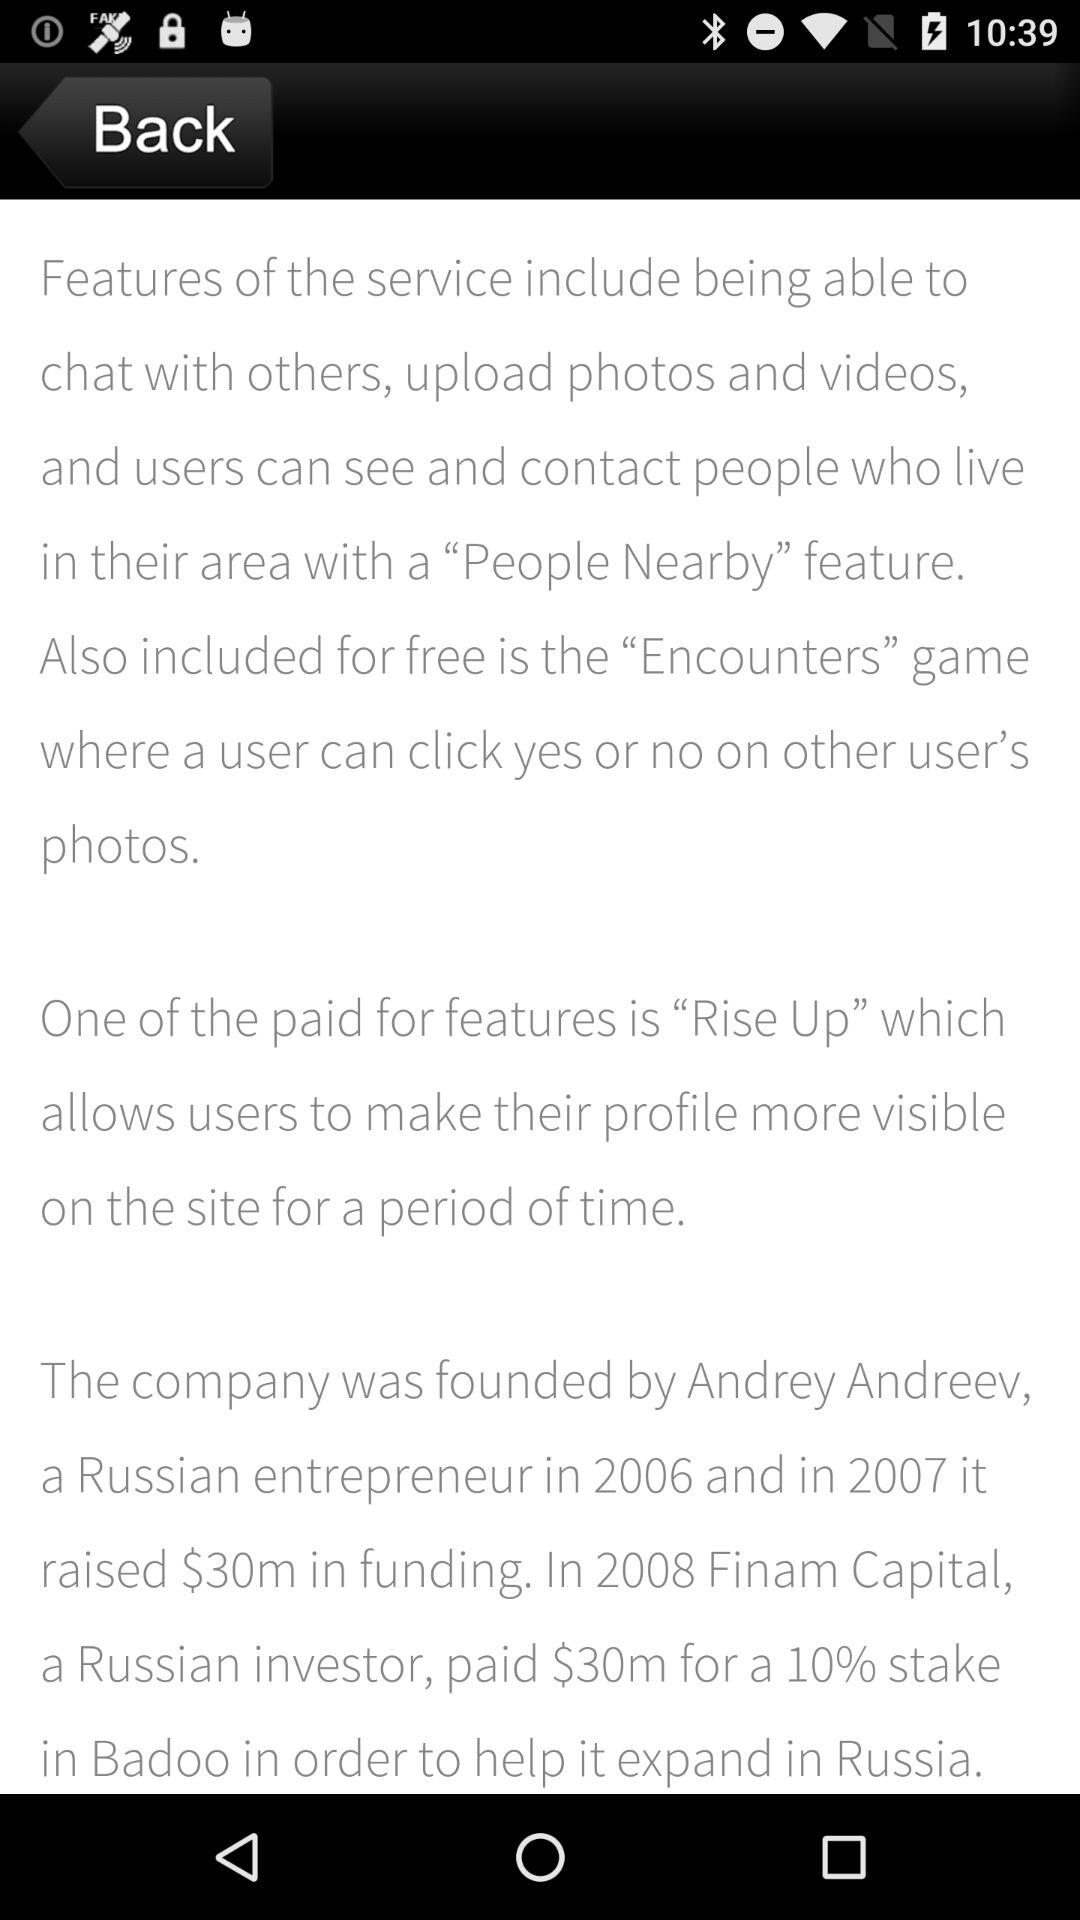 FAKE
10:39
Back
Features of the service include being able to
chat with others, upload photos and videos,
and users can see and contact people who live
in their area with a “People Nearby” feature.
Also included for free is the “Encounters” game
where a user can click yes or no on other user’s
photos.
One of the paid for features is “Rise Up” which
allows users to make their profile more visible
on the site for a period of time.
The company was founded by Andrey Andreev,
a Russian entrepreneur in 2006 and in 2007 it
raised $30m in funding. In 2008 Finam Capital,
a Russian investor, paid $30m for a 10% stake
in Badoo in order to help it expand in Russia.